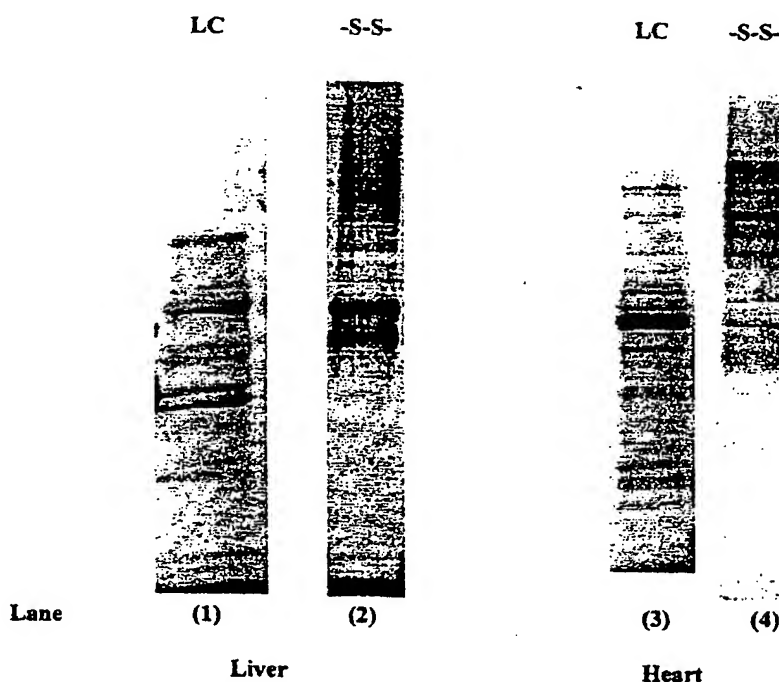 LC -S-S- LC -S-S-
Lane (1) (2) (3) (4)
Liver Heart